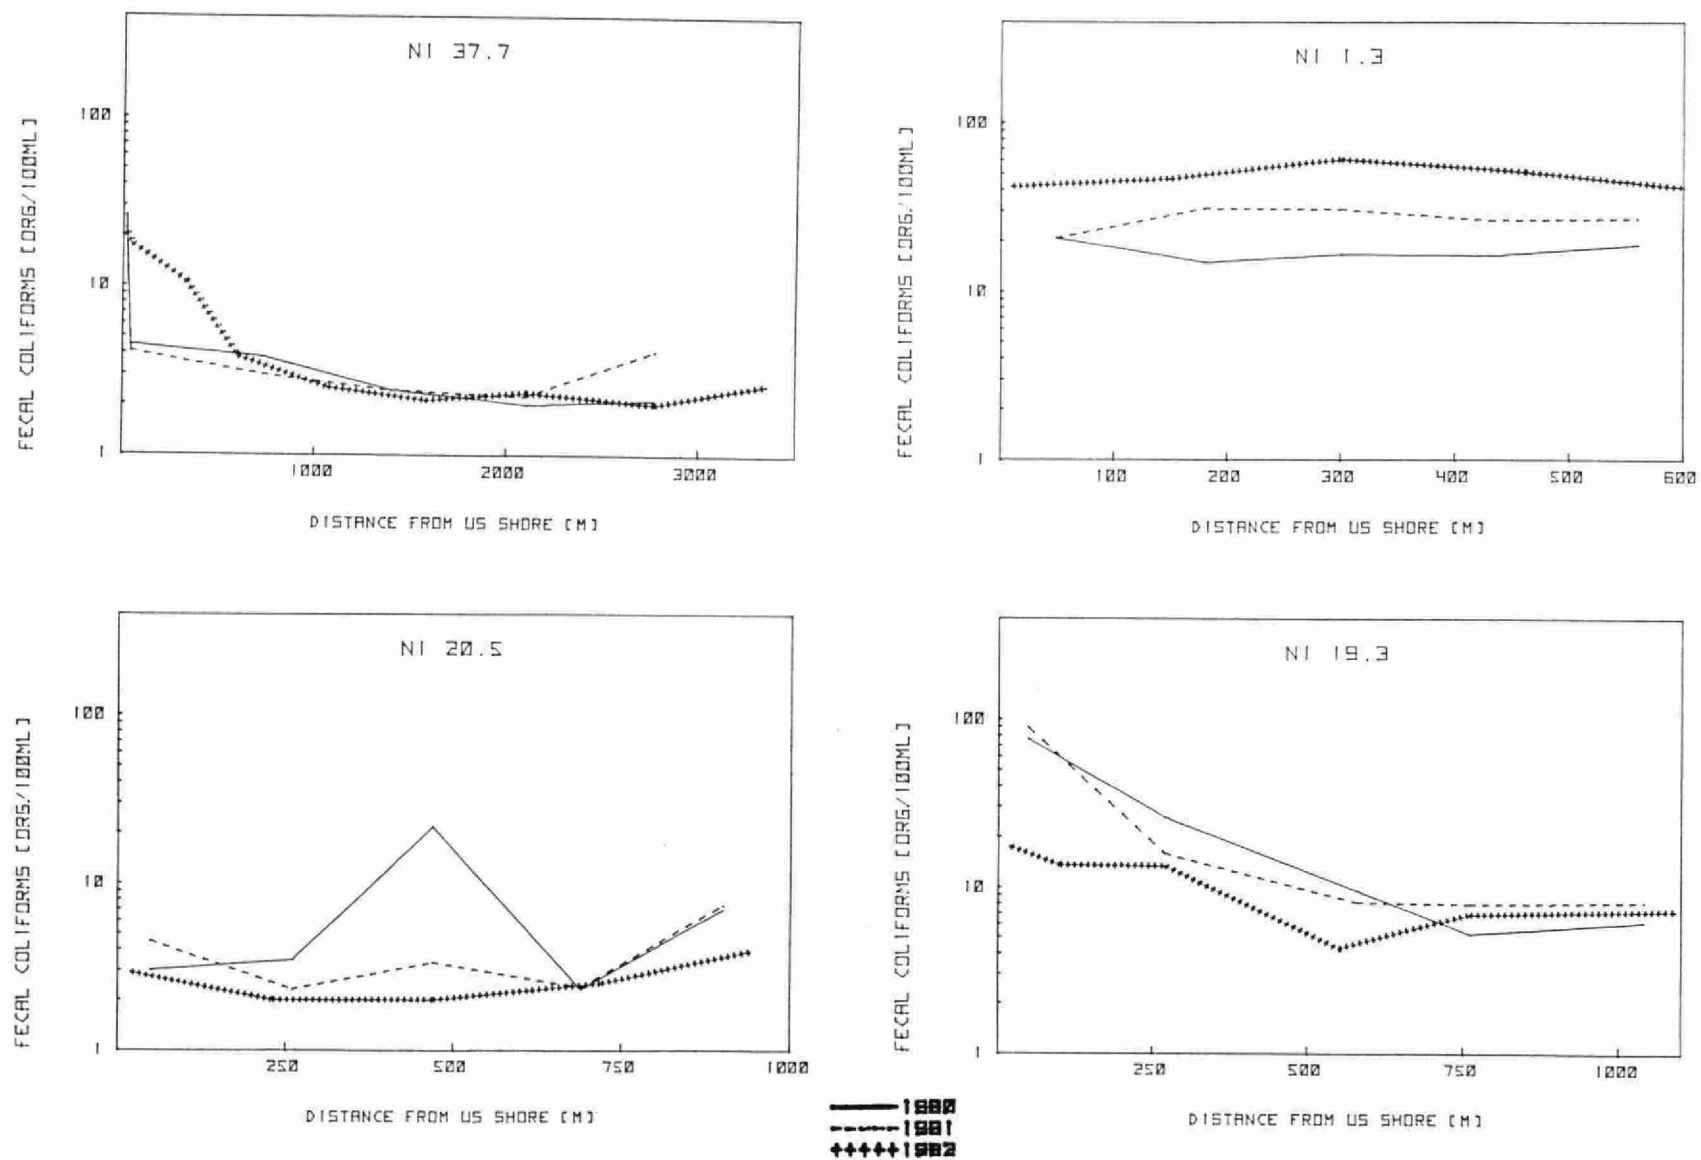 NI 37.7
FECAL COLIFORMS [ORG/100ML]
100
10
1
1000 2000 3000
DISTANCE FROM US SHORE [M]
NI 1.3
FECAL COLIFORMS [ORG/100ML]
100
10
1
100 200 300 400 500 600
DISTANCE FROM US SHORE [M]
NI 20.5
FECAL COLIFORMS [ORG/100ML]
100
10
1
250 500 750 1000
DISTANCE FROM US SHORE [M]
NI 19.3
FECAL COLIFORMS [ORG/100ML]
100
10
1
250 500 750 1000
DISTANCE FROM US SHORE [M]
1980
1981
1982